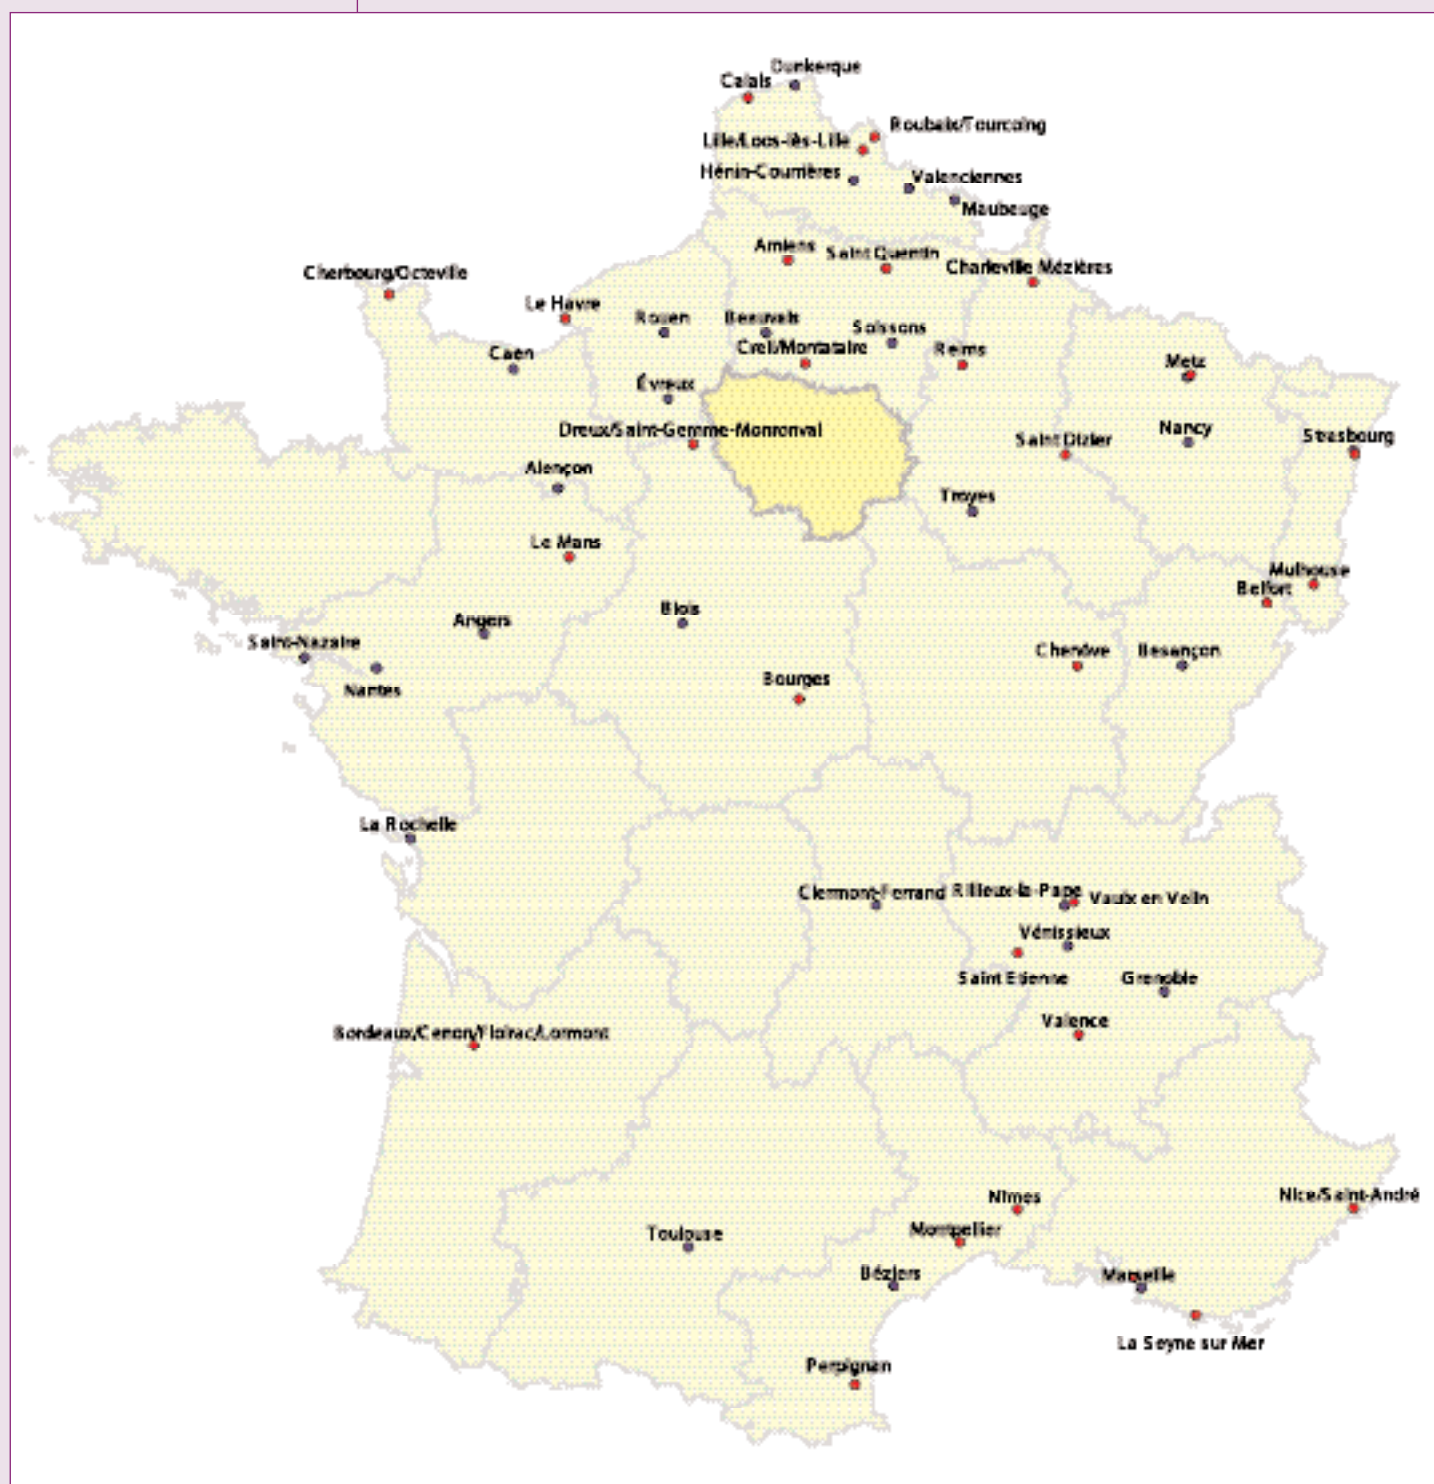 Dunkerque
Calais
Roubaix/Tourcoing
Lille/Loos-lès-Lille
Hénin-Courrières
Valenciennes
Maubeuge
Amiens
Saint Quentin
Charleville Mézières
Cherbourg/Octeville
Le Havre
Rouen
Beauvais
Soissons
Creil/Montataire
Reims
Caen
Metz
Évreux
Dreux/Saint-Gemme-Monronval
Nancy
Strasbourg
Saint Dizier
Alençon
Troyes
Le Mans
Mulhouse
Belfort
Blois
Angers
Saint-Nazaire
Chenôve
Besançon
Bourges
Nantes
La Rochelle
Clermont-Ferrand
Rillieux-la-Pape
Vaulx en Velin
Vénissieux
Saint Etienne
Grenoble
Valence
Bordeaux/Cenon/Floirac/Lormont
Nîmes
Nice/Saint-André
Montpellier
Toulouse
Béziers
Marseille
La Seyne sur Mer
Perpignan